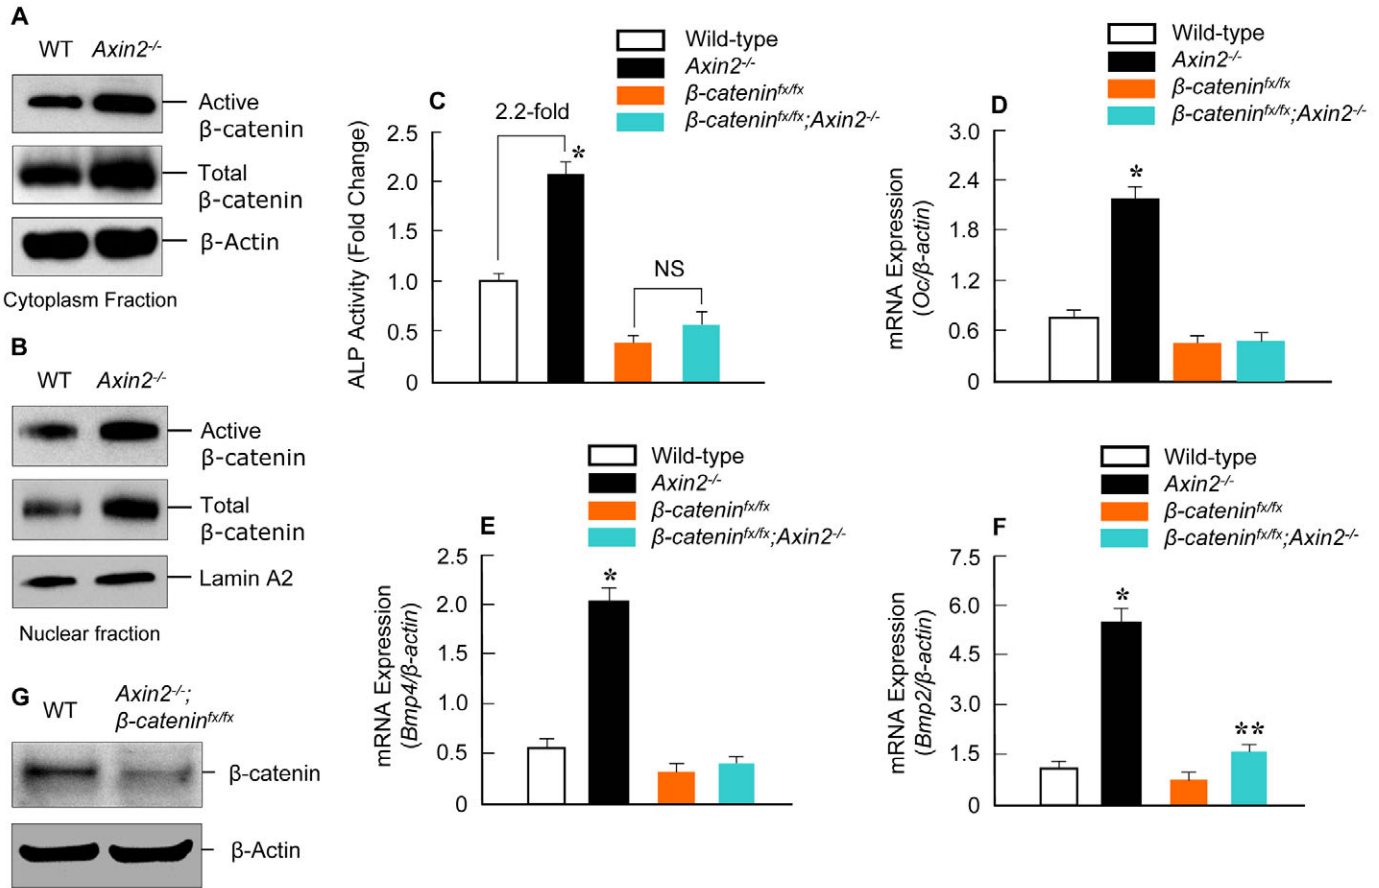 A
WT Axin2-/-
Active
β-catenin
Total
β-catenin
β-Actin
Cytoplasm Fraction
B
WT Axin2-/-
Active
β-catenin
Total
β-catenin
Lamin A2
Nuclear fraction
G
WT
Axin2-/-;
β-cateninfx/fx
β-catenin
β-Actin
C
Wild-type
Axin2-/-
β-cateninfx/fx
β-cateninfx/fx;Axin2-/-
ALP Activity (Fold Change)
2.5
2.0
1.5
1.0
0.5
0
2.2-fold
*
NS
D
Wild-type
Axin2-/-
β-cateninfx/fx
β-cateninfx/fx;Axin2-/-
mRNA Expression
(Oc/β-actin)
3.0
2.4
1.8
1.2
0.6
0
*
E
Wild-type
Axin2-/-
β-cateninfx/fx
β-cateninfx/fx;Axin2-/-
mRNA Expression
(Bmp4/β-actin)
2.5
2.0
1.5
1.0
0.5
0
*
F
Wild-type
Axin2-/-
β-cateninfx/fx
β-cateninfx/fx;Axin2-/-
mRNA Expression
(Bmp2/β-actin)
7.5
6.0
4.5
3.0
1.5
0
*
**